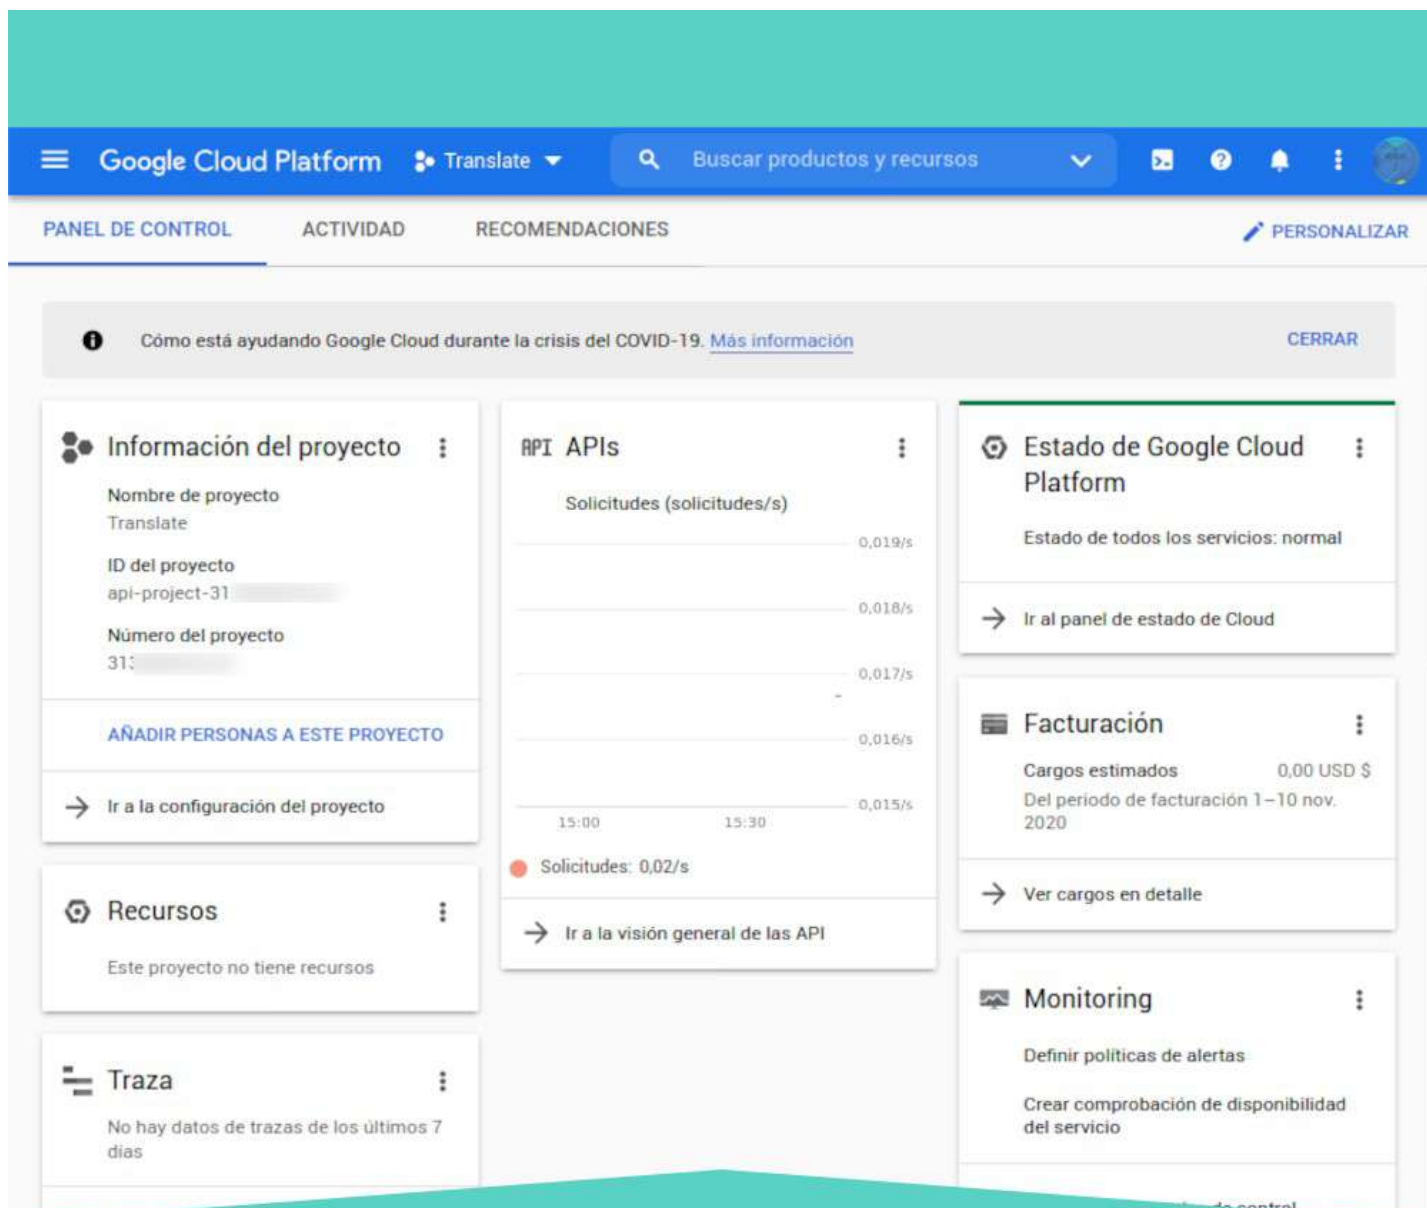 Google Cloud Platform
Translate
Buscar productos y recursos
PANEL DE CONTROL
ACTIVIDAD
RECOMENDACIONES
PERSONALIZAR
Cómo está ayudando Google Cloud durante la crisis del COVID-19. Más información
CERRAR
Información del proyecto
Nombre de proyecto
Translate
ID del proyecto
api-project-31
Número del proyecto
31
AÑADIR PERSONAS A ESTE PROYECTO
Ir a la configuración del proyecto
Recursos
Este proyecto no tiene recursos
Traza
No hay datos de trazas de los últimos 7
días
API APIs
Solicitudes (solicitudes/s)
0,019/s
0,018/s
0,017/s
0,016/s
0,015/s
15:00
15:30
Solicitudes: 0,02/s
Ir a la visión general de las API
Estado de Google Cloud
Platform
Estado de todos los servicios: normal
Ir al panel de estado de Cloud
Facturación
Cargos estimados
0,00 USD $
Del periodo de facturación 1–10 nov.
2020
Ver cargos en detalle
Monitoring
Definir políticas de alertas
Crear comprobación de disponibilidad
del servicio
de control